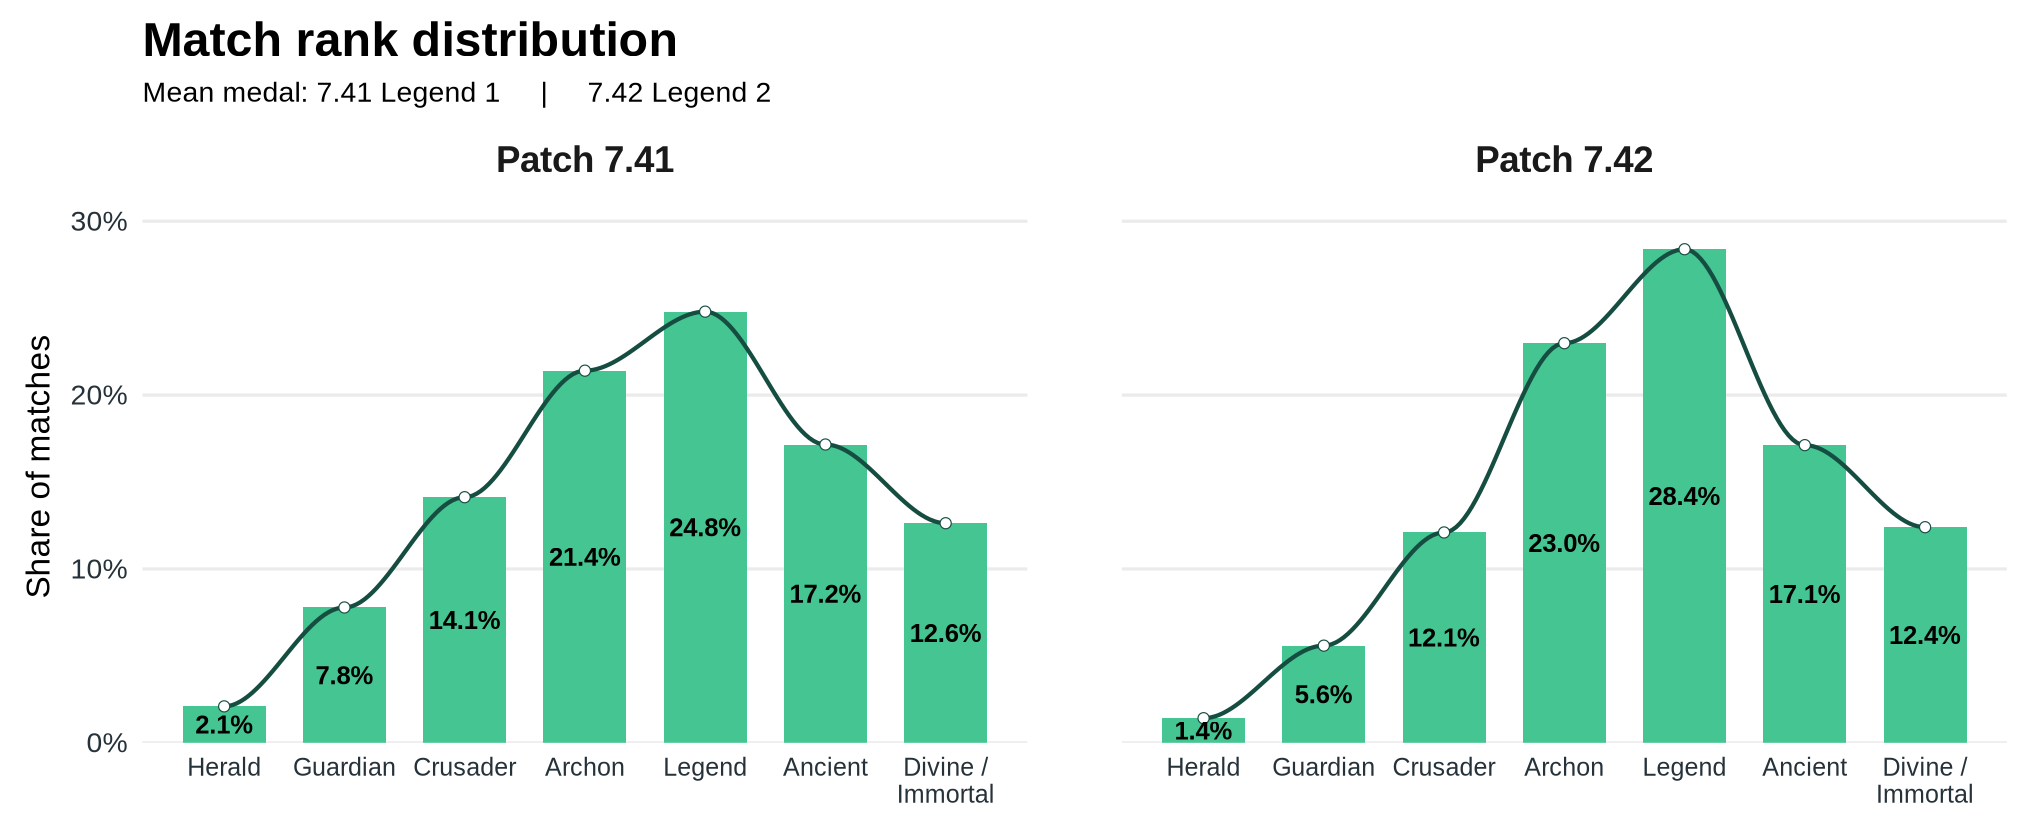 Match rank distribution
Mean medal: 7.41 Legend 1 | 7.42 Legend 2
Patch 7.41
Patch 7.42
Share of matches
30%
20%
10%
0%
2.1%
7.8%
14.1%
21.4%
24.8%
17.2%
12.6%
Herald
Guardian
Crusader
Archon
Legend
Ancient
Divine /
Immortal
1.4%
5.6%
12.1%
23.0%
28.4%
17.1%
12.4%
Herald
Guardian
Crusader
Archon
Legend
Ancient
Divine /
Immortal